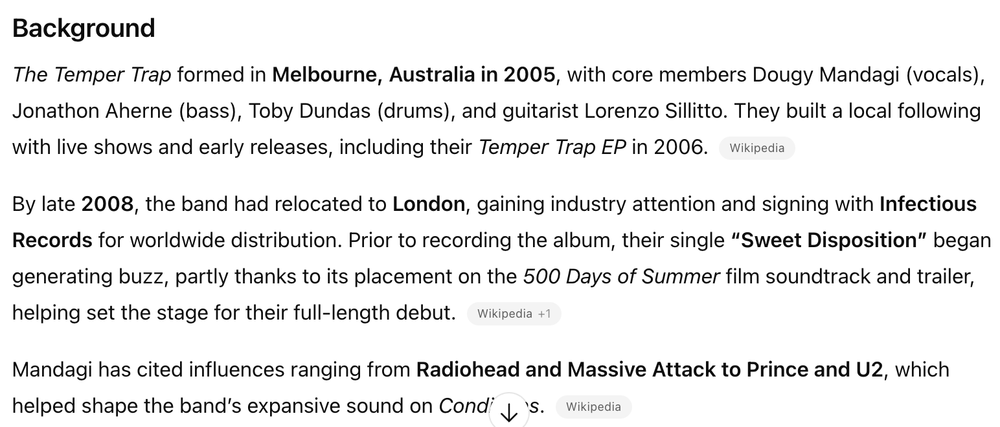 Background
The Temper Trap formed in Melbourne, Australia in 2005, with core members Dougy Mandagi (vocals),
Jonathon Aherne (bass), Toby Dundas (drums), and guitarist Lorenzo Sillitto. They built a local following
with live shows and early releases, including their Temper Trap EP in 2006. Wikipedia
By late 2008, the band had relocated to London, gaining industry attention and signing with Infectious
Records for worldwide distribution. Prior to recording the album, their single “Sweet Disposition” began
generating buzz, partly thanks to its placement on the 500 Days of Summer film soundtrack and trailer,
helping set the stage for their full-length debut. Wikipedia +1
Mandagi has cited influences ranging from Radiohead and Massive Attack to Prince and U2, which
helped shape the band’s expansive sound on Wikipedia